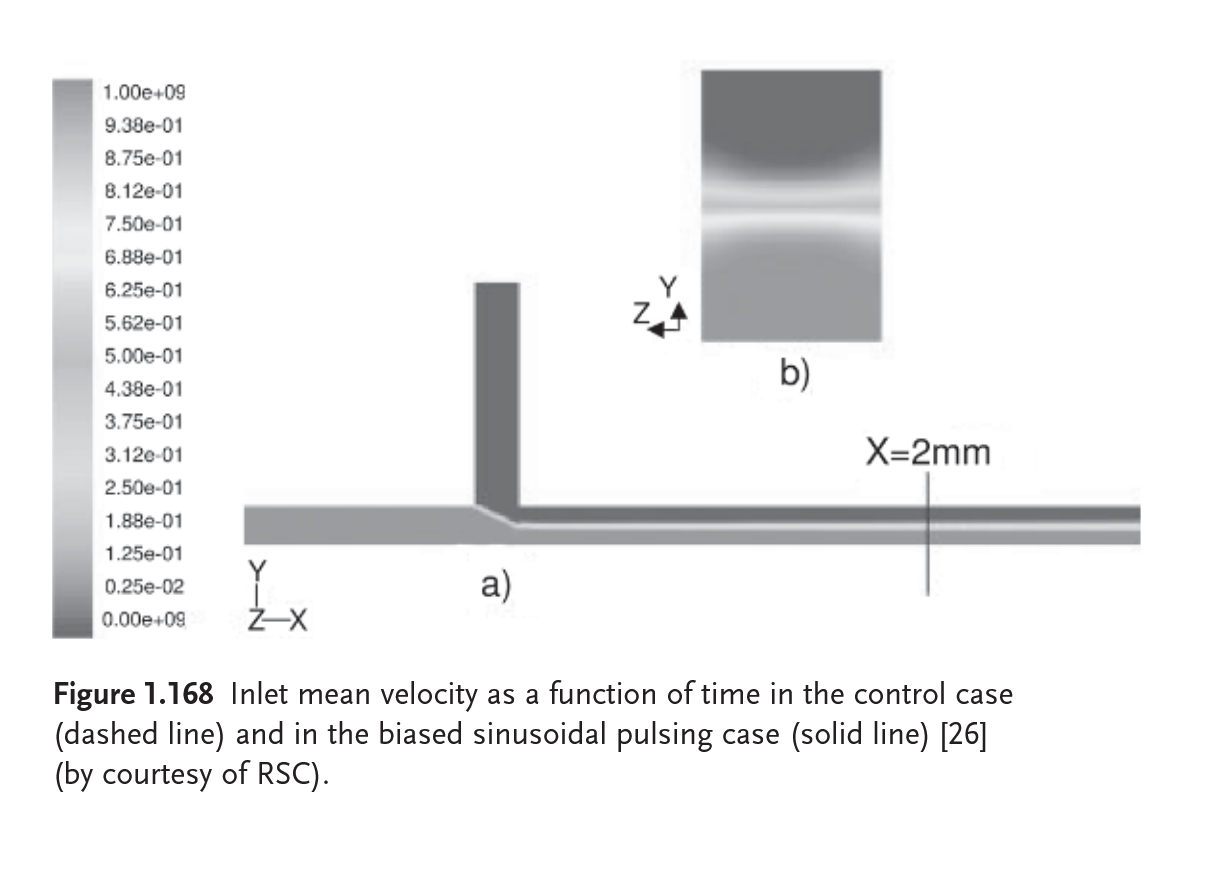 1.00e+09
9.38e-01
8.75e-01
8.12e-01
7.50e-01
6.88e-01
6.25e-01
5.62e-01
5.00e-01
4.38e-01
3.75e-01
3.12e-01
2.50e-01
1.88e-01
1.25e-01
0.25e-02
0.00e+09
Y
Z
b)
X=2mm
Y
Z—X
a)
Figure 1.168 Inlet mean velocity as a function of time in the control case
(dashed line) and in the biased sinusoidal pulsing case (solid line) [26]
(by courtesy of RSC).